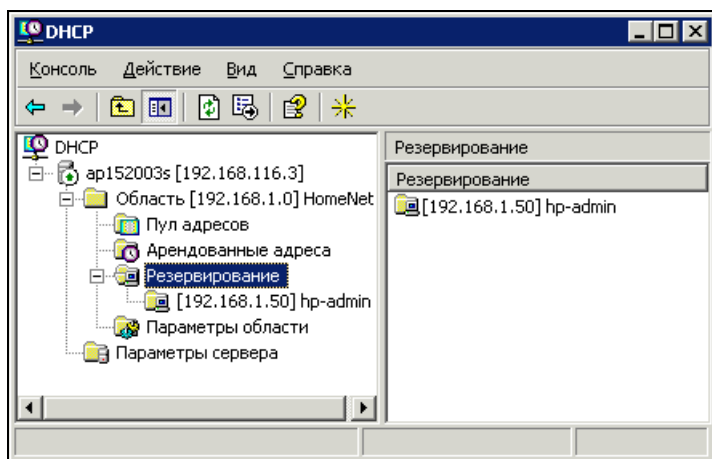 DHCP
Консоль Действие Вид Справка
DHCP
ap152003s [192.168.116.3]
Область [192.168.1.0] HomeNet
Пул адресов
Арендованные адреса
Резервирование
[192.168.1.50] hp-admin
Параметры области
Параметры сервера
Резервирование
Резервирование
[192.168.1.50] hp-admin